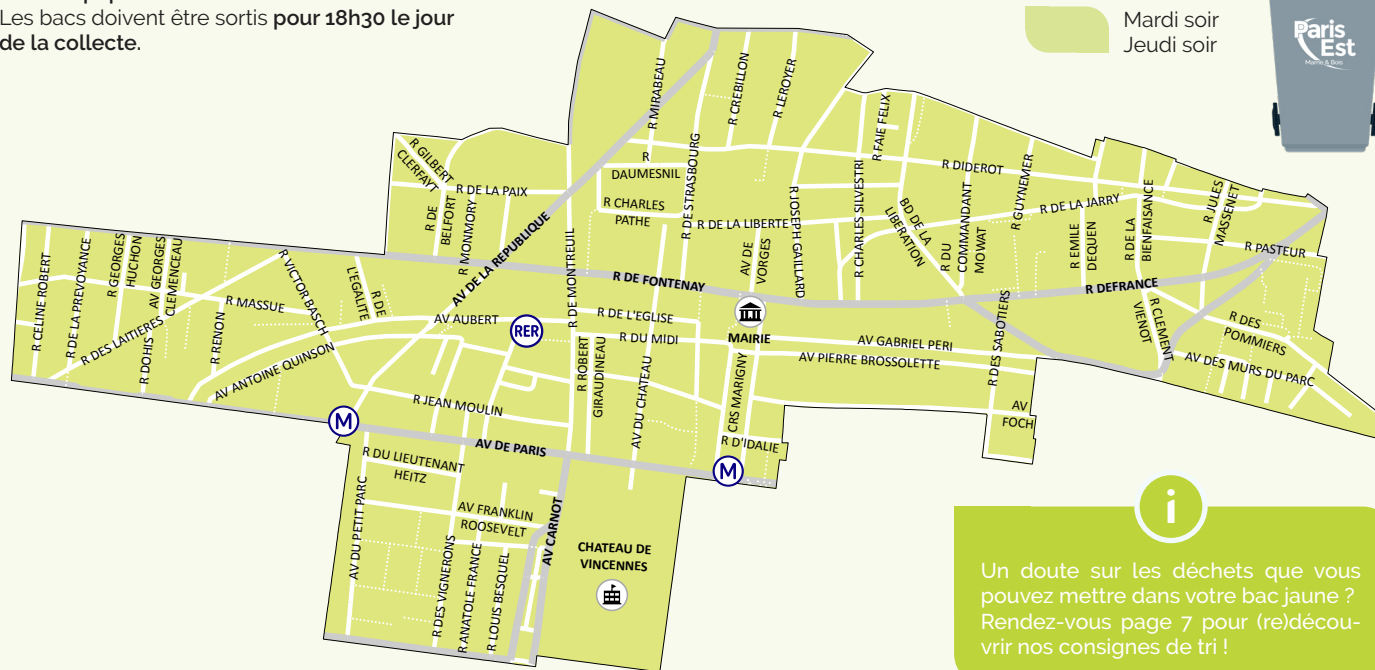 Les bacs doivent être sortis pour 18h30 le jour
de la collecte.
Mardi soir
Jeudi soir
Paris
Est
Marne & Bois
R MIRABEAU
R CREBILLON
R LEROYER
R GILBERT
CLERFAYT
R DE LA PAIX
R DE
BELFORT
R MONMORY
AV DE LA REPUBLIQUE
R DE MONTREUIL
R
DAUMESNIL
R CHARLES
PATHE
R DE STRASBOURG
R DE LA LIBERTE
AV DE
VORGES
R JOSEPH GAILLARD
R CHARLES SILVESTRI
R FAIE FELIX
BD DE LA
LIBERATION
R DIDEROT
R DU
COMMANDANT
MOWAT
R GUYNEMER
R DE LA JARRY
R EMILE
DEQUEN
R DE LA
BIENFAISANCE
R JULES
MASSENET
R PASTEUR
R CELINE ROBERT
R DE LA PREVOYANCE
R GEORGES
HUCHON
AV GEORGES
CLEMENCEAU
R DES LAITIERES
R DOHIS
R RENON
R MASSUE
R VICTOR BASCH
R DE
L'EGALITE
AV ANTOINE QUINSON
AV AUBERT
RER
R DE FONTENAY
R DE L'EGLISE
R DU MIDI
MAIRIE
AV GABRIEL PERI
AV PIERRE BROSSOLETTE
R DEFRANCE
R DES SABOTIERS
R CLEMENT
VIENOT
R DES
POMMIERS
AV DES MURS DU PARC
R ROBERT
GIRAUDINEAU
AV DU CHATEAU
CRS MARIGNY
R D'IDALIE
AV
FOCH
R JEAN MOULIN
M
AV DE PARIS
M
R DU LIEUTENANT
HEITZ
AV DU PETIT PARC
AV FRANKLIN
ROOSEVELT
R DES VIGNERONS
R ANATOLE FRANCE
R LOUIS BESQUEL
AV CARNOT
CHATEAU DE
VINCENNES
i
Un doute sur les déchets que vous
pouvez mettre dans votre bac jaune ?
Rendez-vous page 7 pour (re)décou-
vrir nos consignes de tri !